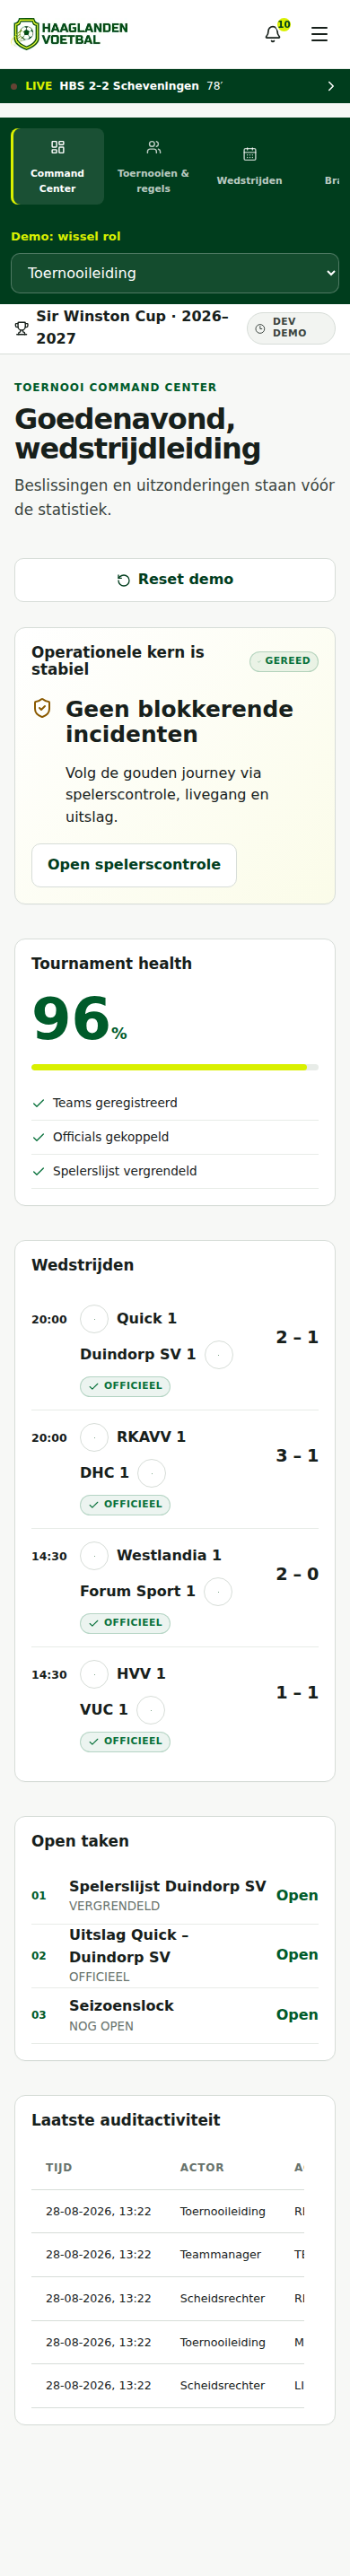 HAAGLANDEN
VOETBAL
10
LIVE HBS 2–2 Scheveningen 78'
Command
Center
Toernooien &
regels
Wedstrijden
Demo: wissel rol
Toernooileiding
Sir Winston Cup · 2026–
2027
DEV
DEMO
TOERNOOI COMMAND CENTER
Goedenavond,
wedstrijdleiding
Beslissingen en uitzonderingen staan vóór
de statistiek.
Reset demo
Operationele kern is
stabiel
GEREED
Geen blokkerende
incidenten
Volg de gouden journey via
spelerscontrole, livegang en
uitslag.
Open spelerscontrole
Tournament health
96%
Teams geregistreerd
Officials gekoppeld
Spelerslijst vergrendeld
Wedstrijden
20:00 Quick 1
Duindorp SV 1
2 – 1
OFFICIEEL
20:00 RKAVV 1
DHC 1
3 – 1
OFFICIEEL
14:30 Westlandia 1
Forum Sport 1
2 – 0
OFFICIEEL
14:30 HVV 1
VUC 1
1 – 1
OFFICIEEL
Open taken
01 Spelerslijst Duindorp SV Open
VERGRENDELD
02 Uitslag Quick –
Duindorp SV Open
OFFICIEEL
03 Seizoenslock Open
NOG OPEN
Laatste auditactiviteit
TIJD ACTOR
28-08-2026, 13:22 Toernooileiding
28-08-2026, 13:22 Teammanager
28-08-2026, 13:22 Scheidsrechter
28-08-2026, 13:22 Toernooileiding
28-08-2026, 13:22 Scheidsrechter